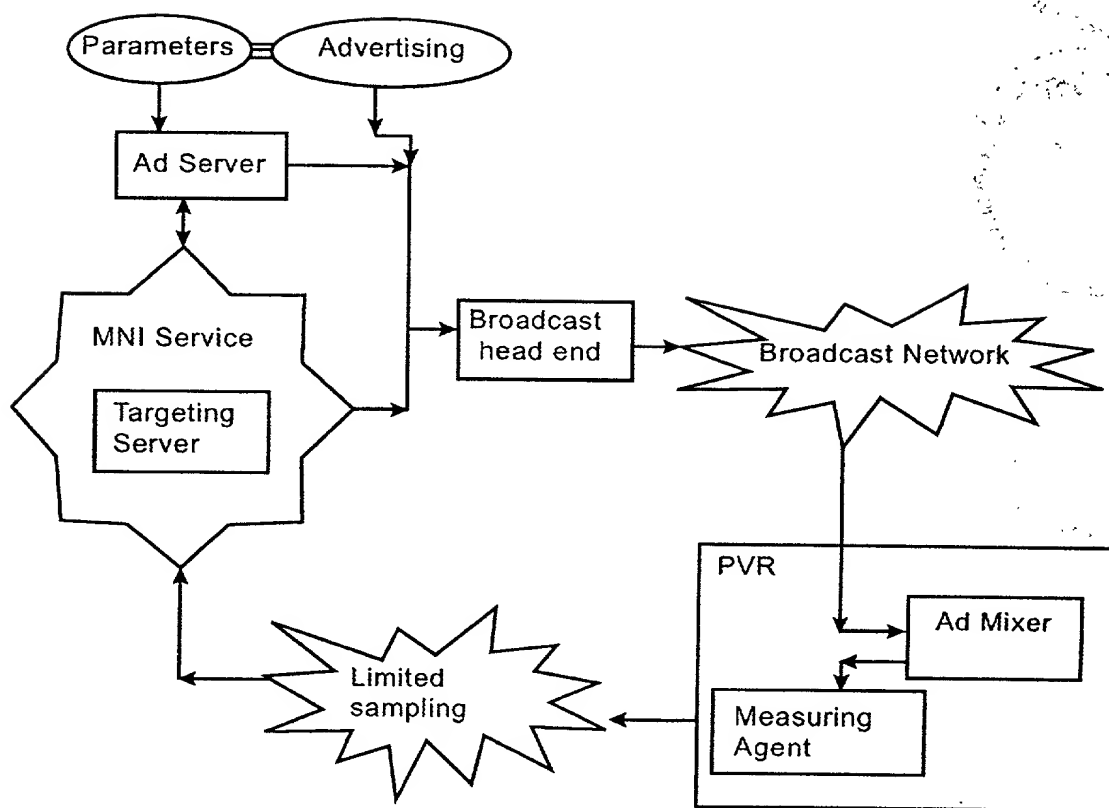 Parameters
Advertising
Ad Server
MNI Service
Targeting
Server
Broadcast
head end
Broadcast Network
PVR
Ad Mixer
Measuring
Agent
Limited
sampling